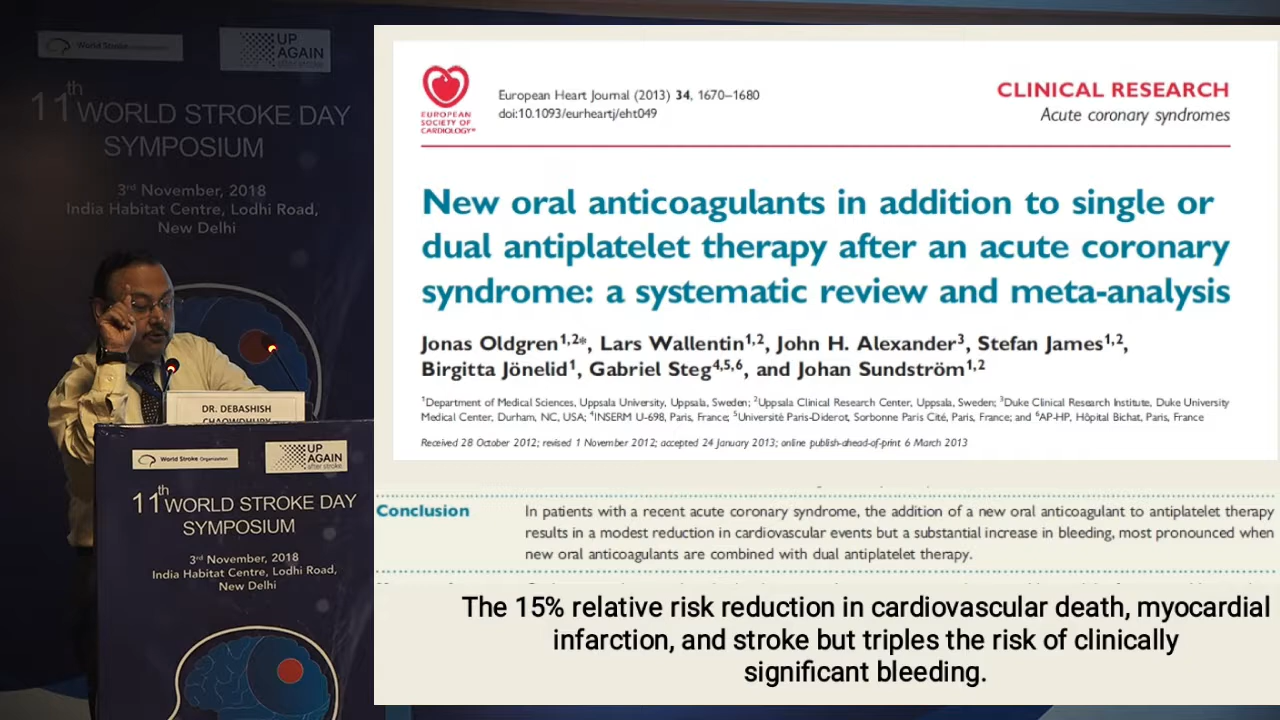 World Stroke Organization
UP
AGAIN
after stroke
11th WORLD STROKE DAY
SYMPOSIUM
3rd November, 2018
India Habitat Centre, Lodhi Road,
New Delhi
DR. DEBASHISH
CHAOWDHURY
World Stroke Organization
UP
AGAIN
after stroke
11th WORLD STROKE DAY
SYMPOSIUM
3rd November, 2018
India Habitat Centre, Lodhi Road,
New Delhi
EUROPEAN
SOCIETY OF
CARDIOLOGY®
European Heart Journal (2013) 34, 1670–1680
doi:10.1093/eurheartj/eht049
CLINICAL RESEARCH
Acute coronary syndromes
New oral anticoagulants in addition to single or
dual antiplatelet therapy after an acute coronary
syndrome: a systematic review and meta-analysis
Jonas Oldgren1,2*, Lars Wallentin1,2, John H. Alexander3, Stefan James1,2,
Birgitta Jönelid1, Gabriel Steg4,5,6, and Johan Sundström1,2
1Department of Medical Sciences, Uppsala University, Uppsala, Sweden; 2Uppsala Clinical Research Center, Uppsala, Sweden; 3Duke Clinical Research Institute, Duke University
Medical Center, Durham, NC, USA; 4INSERM U-698, Paris, France; 5Université Paris-Diderot, Sorbonne Paris Cité, Paris, France; and 6AP-HP, Hôpital Bichat, Paris, France
Received 28 October 2012; revised 1 November 2012; accepted 24 January 2013; online publish-ahead-of-print 6 March 2013
Conclusion
In patients with a recent acute coronary syndrome, the addition of a new oral anticoagulant to antiplatelet therapy
results in a modest reduction in cardiovascular events but a substantial increase in bleeding, most pronounced when
new oral anticoagulants are combined with dual antiplatelet therapy.
The 15% relative risk reduction in cardiovascular death, myocardial
infarction, and stroke but triples the risk of clinically
significant bleeding.